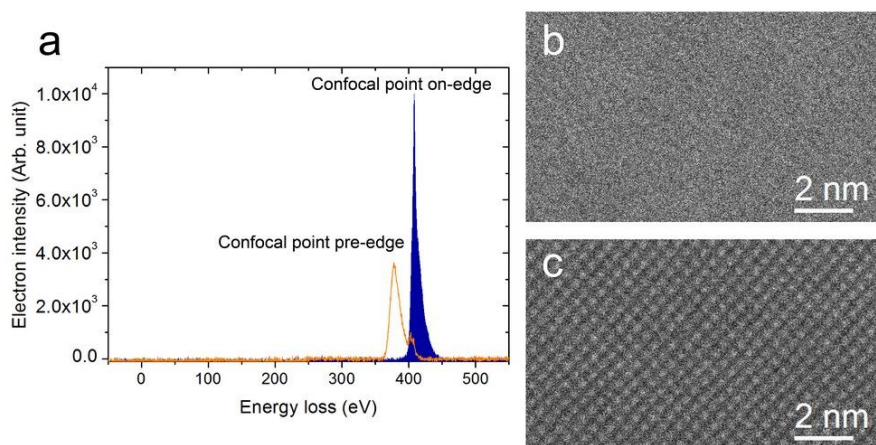 a
Confocal point on-edge
Confocal point pre-edge
1.0x10⁴
8.0x10³
6.0x10³
4.0x10³
2.0x10³
0.0
Electron intensity (Arb. unit)
0 100 200 300 400 500
Energy loss (eV)
b
2 nm
c
2 nm